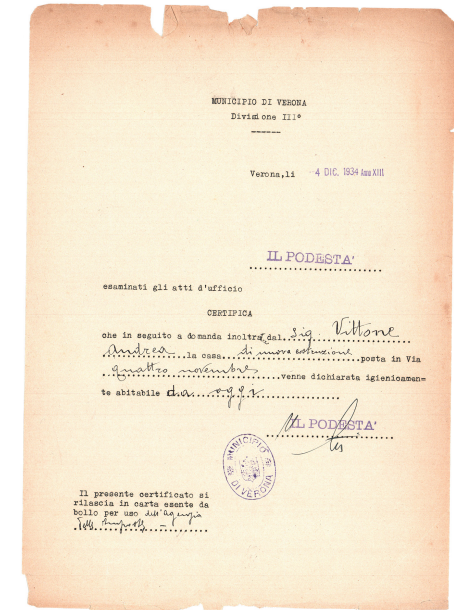 MUNICIPIO DI VERONA
Divisione III°
Verona, li 4 DIC. 1934 Anno XIII
IL PODESTA'
esaminati gli atti d'ufficio
CERTIFICA
che in seguito a domanda inoltrata dal sig. Vittone
Andrea la casa di nuova costruzione posta in Via
quattro novembre venne dichiarata igienicamen=
te abitabile da oggi
IL PODESTA'
MUNICIPIO
DI VERONA
Il presente certificato si
rilascia in carta esente da
bollo per uso dell'Agenzia